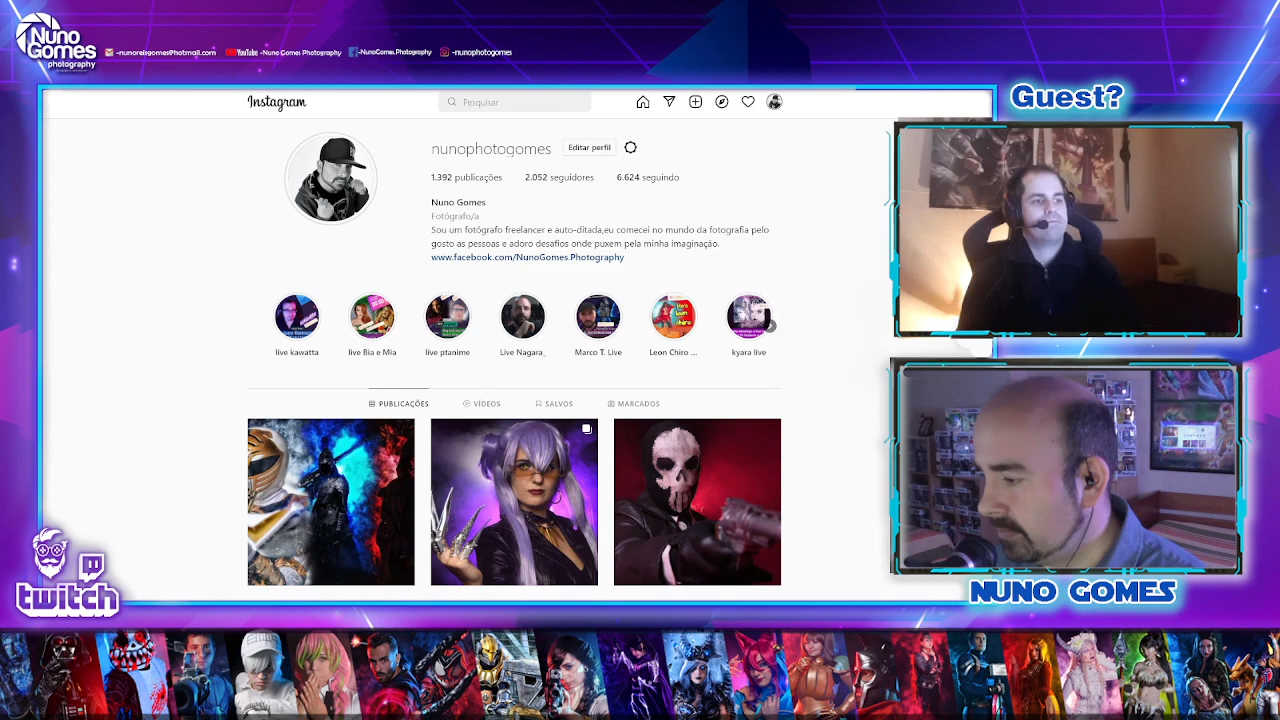 Nuno
Gomes
photography
-nunoreisgomes@hotmail.com
YouTube -Nuno Gomes Photography
-NunoGomes.Photography
-nunophotogomes
Guest?
Instagram
Pesquisar
nunophotogomes
Editar perfil
1.392 publicações 2.052 seguidores 6.624 seguindo
Nuno Gomes
Fotógrafo/a
Sou um fotógrafo freelancer e auto-ditada,eu comecei no mundo da fotografia pelo
gosto as pessoas e adoro desafios onde puxem pela minha imaginação.
www.facebook.com/NunoGomes.Photography
live kawatta
live Bia e Mia
live ptanime
Live Nagara_
Marco T. Live
Leon Chiro ...
kyara live
PUBLICAÇÕES
VÍDEOS
SALVOS
MARCADOS
twitch
NUNO GOMES